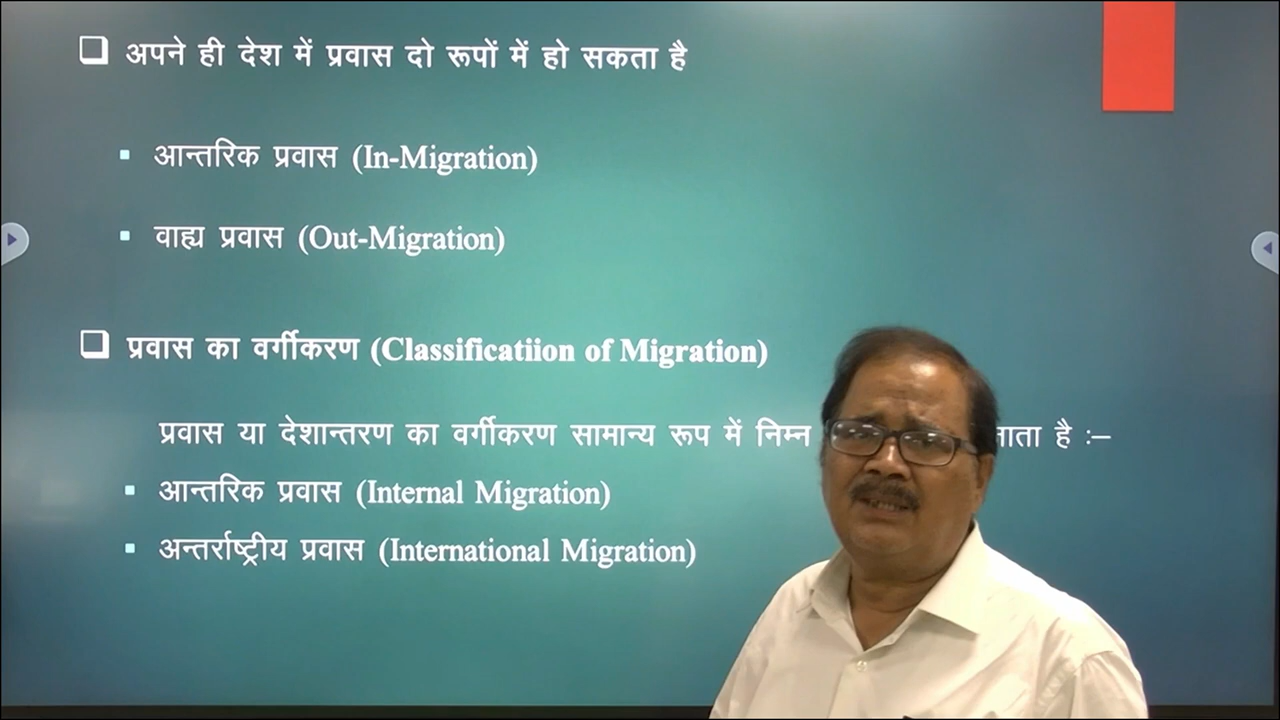 अपने ही देश में प्रवास दो रूपों में हो सकता है
आन्तरिक प्रवास (In-Migration)
वाह्य प्रवास (Out-Migration)
प्रवास का वर्गीकरण (Classificatiion of Migration)
प्रवास या देशान्तरण का वर्गीकरण सामान्य रूप में निम्न है :–
आन्तरिक प्रवास (Internal Migration)
अन्तर्राष्ट्रीय प्रवास (International Migration)